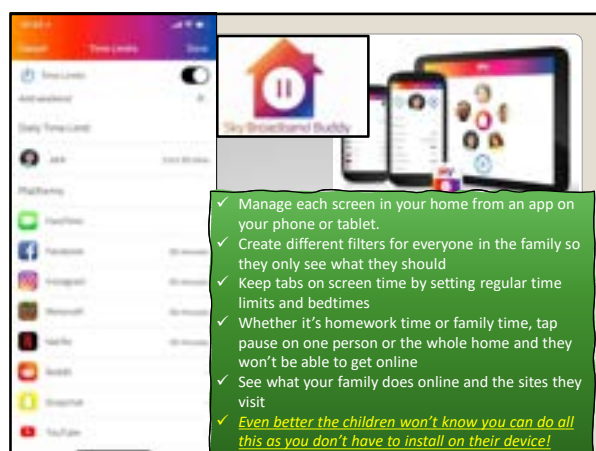 Time Limits
Time Limits
Daily Time Limit
Platforms
Facebook
Instagram
Minecraft
Netflix
Reddit
Snapchat
YouTube
Sky Broadband Buddy
sky
✓ Manage each screen in your home from an app on
your phone or tablet.
✓ Create different filters for everyone in the family so
they only see what they should
✓ Keep tabs on screen time by setting regular time
limits and bedtimes
✓ Whether it’s homework time or family time, tap
pause on one person or the whole home and they
won’t be able to get online
✓ See what your family does online and the sites they
visit
✓ Even better the children won’t know you can do all
this as you don’t have to install on their device!